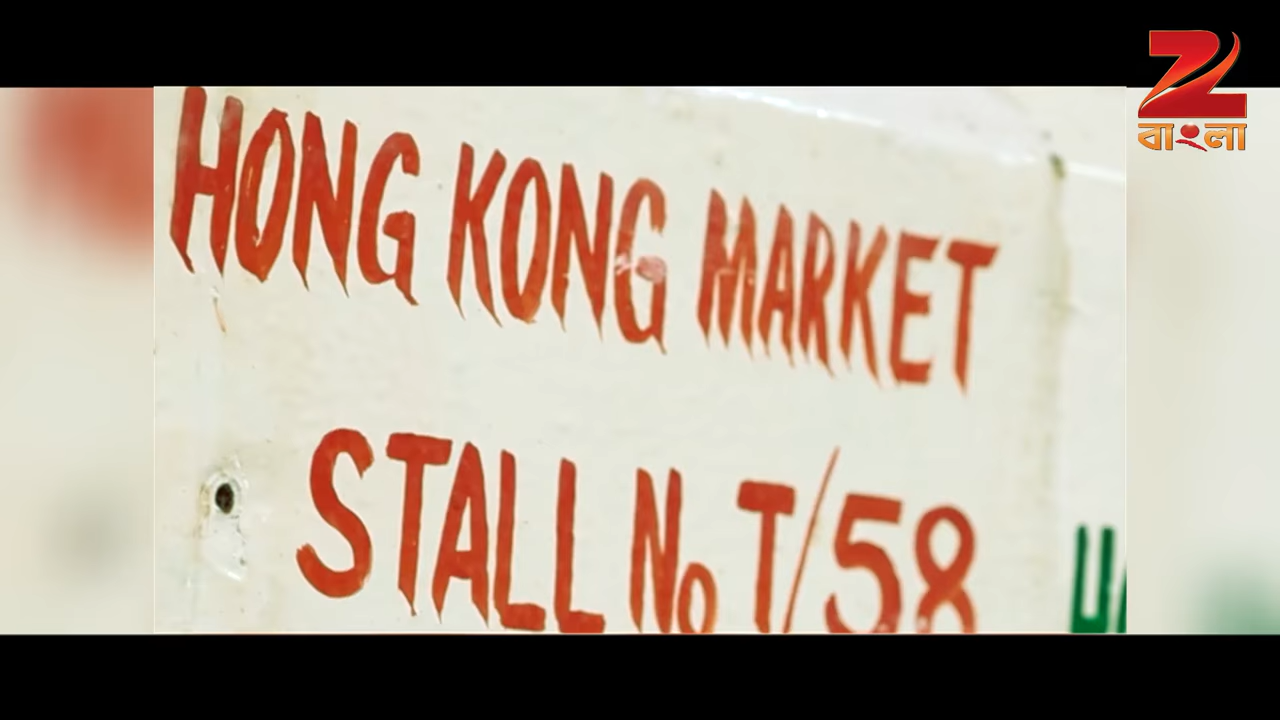 HONG KONG MARKET
STALL No T/58
Z
বাংলা